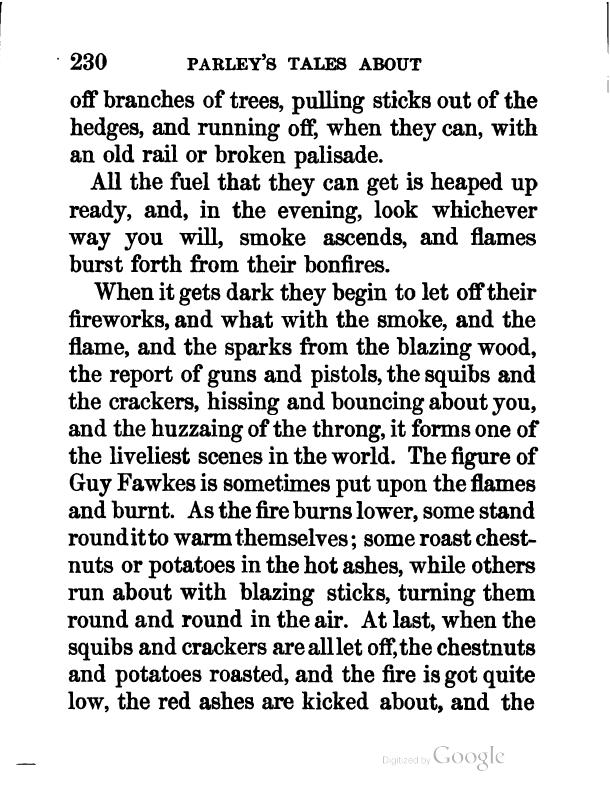 230 PARLEY'S TALES ABOUT
off branches of trees, pulling sticks out of the
hedges, and running off, when they can, with
an old rail or broken palisade.
All the fuel that they can get is heaped up
ready, and, in the evening, look whichever
way you will, smoke ascends, and flames
burst forth from their bonfires.
When it gets dark they begin to let off their
fireworks, and what with the smoke, and the
flame, and the sparks from the blazing wood,
the report of guns and pistols, the squibs and
the crackers, hissing and bouncing about you,
and the huzzaing of the throng, it forms one of
the liveliest scenes in the world. The figure of
Guy Fawkes is sometimes put upon the flames
and burnt. As the fire burns lower, some stand
round it to warm themselves; some roast chest-
nuts or potatoes in the hot ashes, while others
run about with blazing sticks, turning them
round and round in the air. At last, when the
squibs and crackers are all let off, the chestnuts
and potatoes roasted, and the fire is got quite
low, the red ashes are kicked about, and the
Digitized by Google